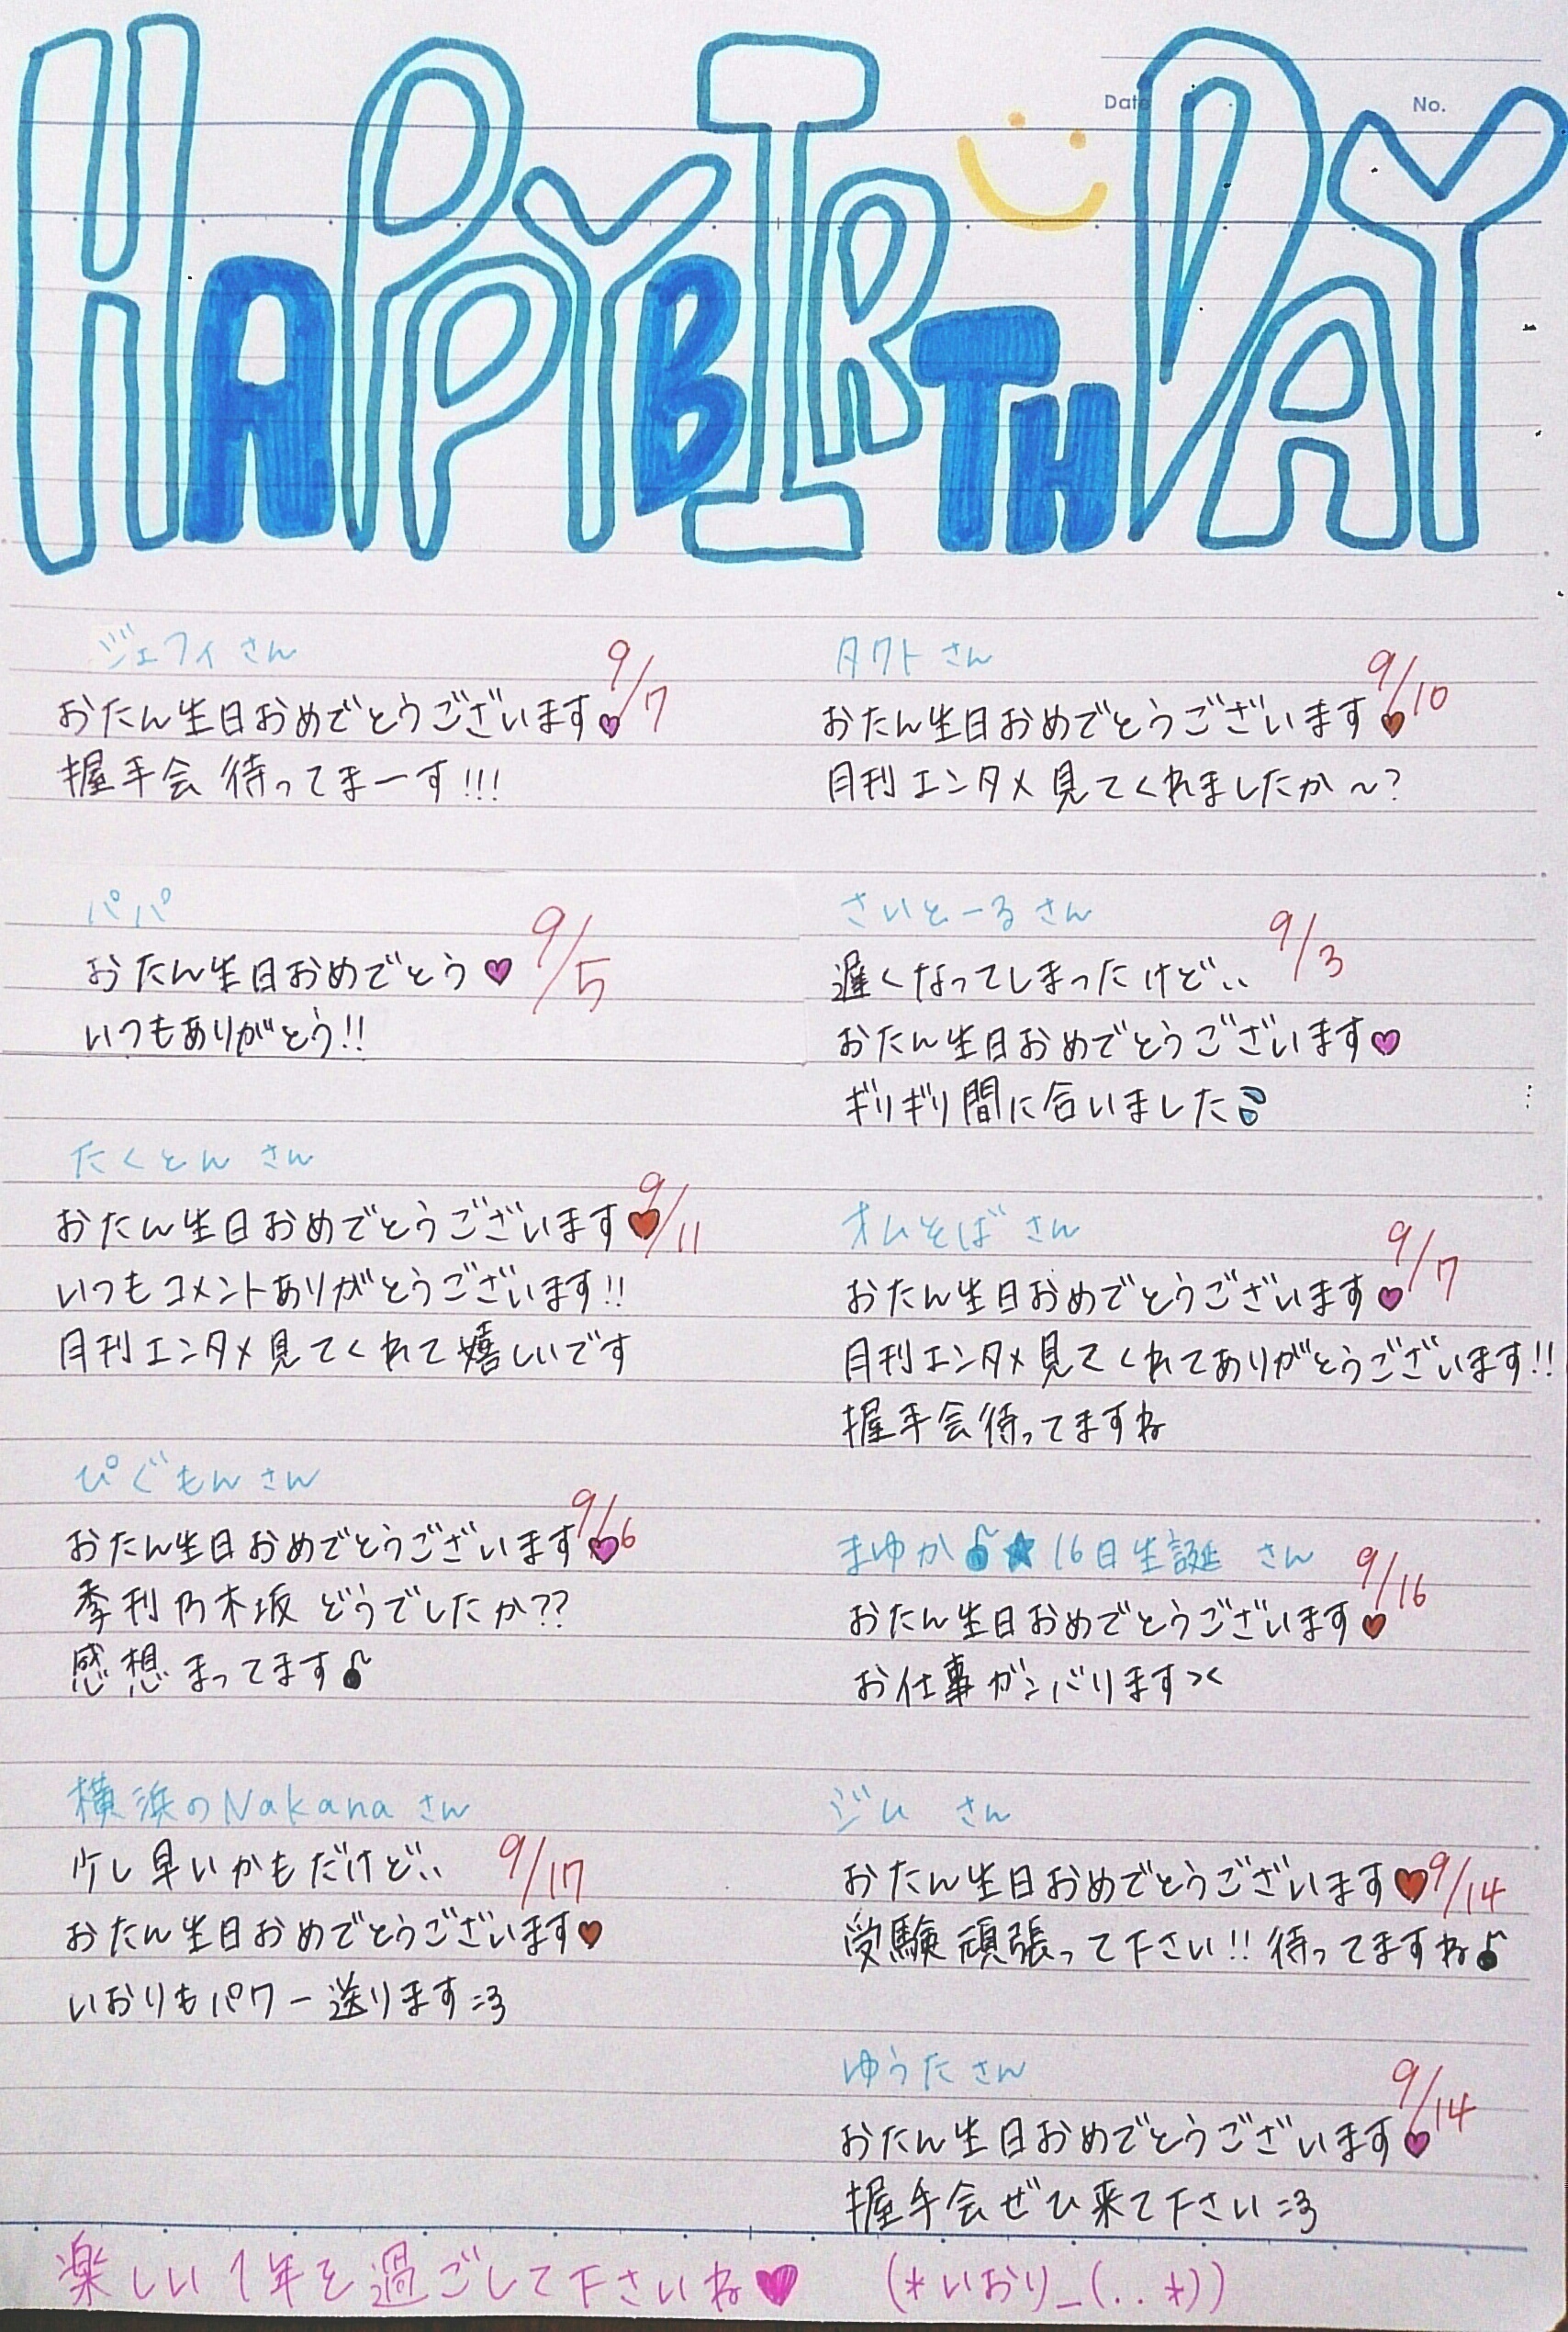 HAPPY BIRTH DAY
Date
No.
ジェフィさん
9/7
おたん生日おめでとうございます♥
握手会待ってまーす!!!
パパ
9/5
おたん生日おめでとう♥
いつもありがとう!!
たくとんさん
9/11
おたん生日おめでとうございます♥
いつもコメントありがとうございます!!
月刊エンタメ見てくれて嬉しいです
ぴぐもんさん
9/6
おたん生日おめでとうございます♥
季刊乃木坂どうでしたか??
感想まってます♪
横浜のNakanaさん
少し早いかもだけど、、 9/17
おたん生日おめでとうございます♥
いおりもパワー送ります=3
タクトさん
9/10
おたん生日おめでとうございます♥
月刊エンタメ見てくれましたか〜?
さいとーるさん
9/3
遅くなってしまったけど、、
おたん生日おめでとうございます♥
ギリギリ間に合いました
オムそばさん
9/7
おたん生日おめでとうございます♥
月刊エンタメ見てくれてありがとうございます!!
握手会待ってますね
まゆか♪★16日生誕 さん
9/16
おたん生日おめでとうございます♥
お仕事ガンバります><
ジム さん
おたん生日おめでとうございます♥ 9/14
受験頑張って下さい!! 待ってますね♪
ゆうたさん
9/14
おたん生日おめでとうございます♥
握手会ぜひ来て下さい=3
楽しい1年を過ごして下さいね♥ (*いおり_(..*))